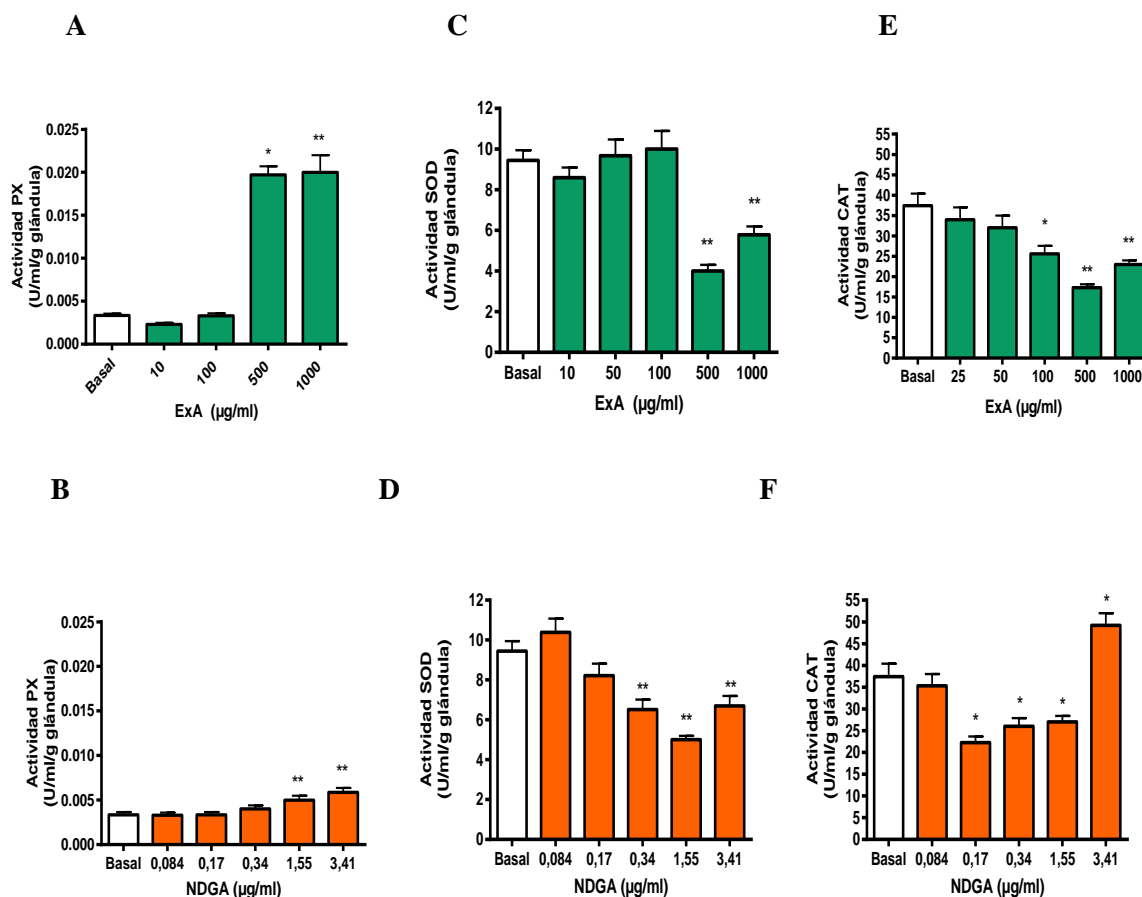 A
Actividad PX
(U/ml/g glándula)
0.025
0.020
0.015
0.010
0.005
0.000
*
**
Basal 10 100 500 1000
ExA (µg/ml)
C
Actividad SOD
(U/ml/g glándula)
12
10
8
6
4
2
0
**
**
Basal 10 50 100 500 1000
ExA (µg/ml)
E
Actividad CAT
(U/ml/g glándula)
55
50
45
40
35
30
25
20
15
10
5
0
*
**
**
Basal 25 50 100 500 1000
ExA (µg/ml)
B
Actividad PX
(U/ml/g glándula)
0.025
0.020
0.015
0.010
0.005
0.000
**
**
Basal 0,084 0,17 0,34 1,55 3,41
NDGA (µg/ml)
D
Actividad SOD
(U/ml/g glándula)
12
10
8
6
4
2
0
**
**
**
Basal 0,084 0,17 0,34 1,55 3,41
NDGA (µg/ml)
F
Actividad CAT
(U/ml/g glándula)
55
50
45
40
35
30
25
20
15
10
5
0
*
*
*
*
Basal 0,084 0,17 0,34 1,55 3,41
NDGA (µg/ml)